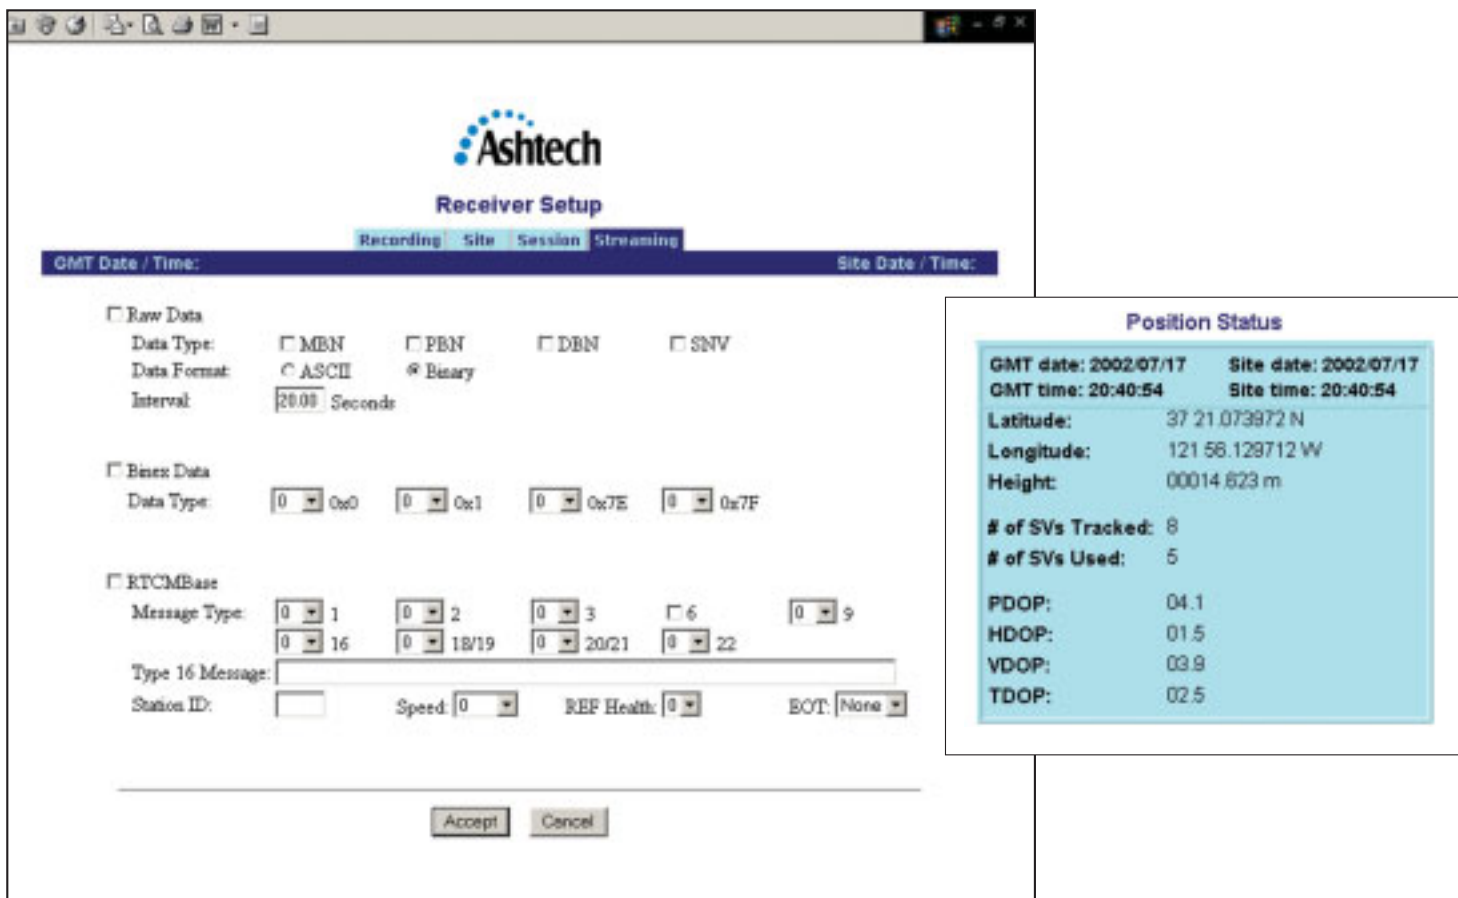 Ashtech
Receiver Setup
Recording Site Session Streaming
GMT Date / Time: Site Date / Time:
Raw Data
Data Type: MBN PBN DBN SNV
Data Format: ASCII Binary
Interval: 20.00 Seconds
Binex Data
Data Type: 0 0x0 0 0x1 0 0x7E 0 0x7F
RTCMBase
Message Type: 0 1 0 2 0 3 6 0 9
0 16 0 18/19 0 20/21 0 22
Type 16 Message:
Station ID: Speed: 0 REF Health: 0 EOT: None
Accept Cancel
Position Status
GMT date: 2002/07/17 Site date: 2002/07/17
GMT time: 20:40:54 Site time: 20:40:54
Latitude: 37 21.073972 N
Longitude: 121 56.129712 W
Height: 00014.623 m
# of SVs Tracked: 8
# of SVs Used: 5
PDOP: 04.1
HDOP: 01.5
VDOP: 03.9
TDOP: 02.5